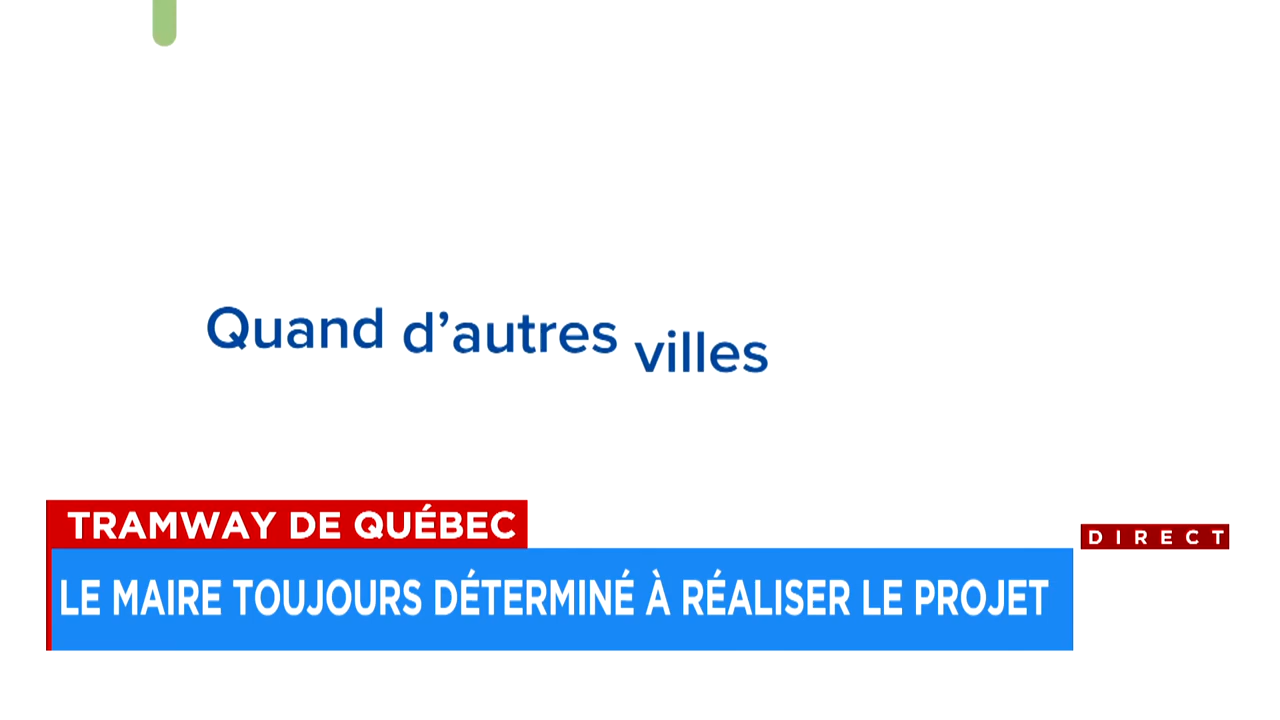 Quand d’autres villes
TRAMWAY DE QUÉBEC
DIRECT
LE MAIRE TOUJOURS DÉTERMINÉ À RÉALISER LE PROJET